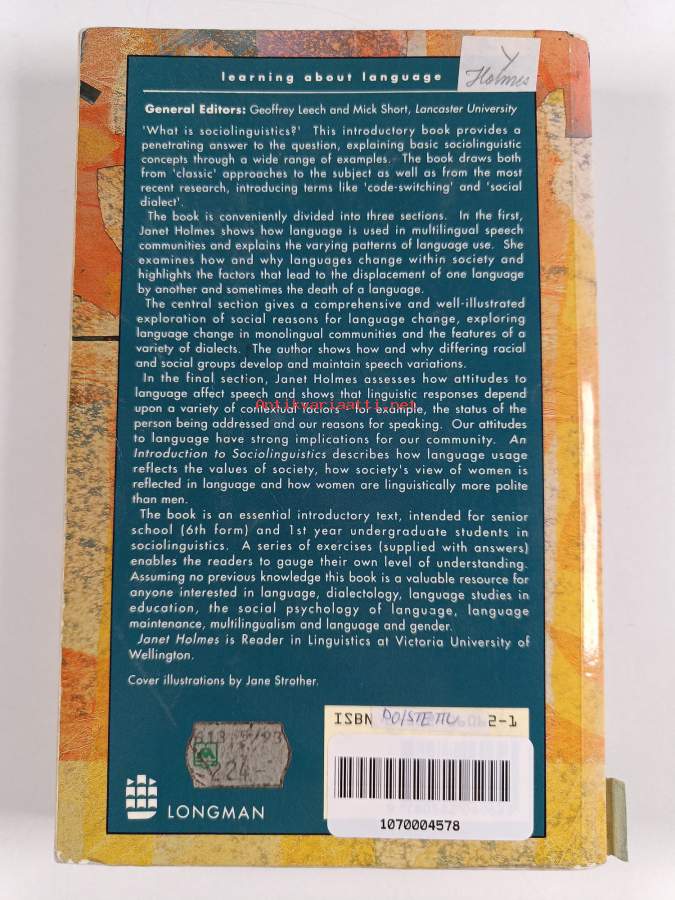 learning about language
Y
Holmes
General Editors: Geoffrey Leech and Mick Short, Lancaster University
'What is sociolinguistics?' This introductory book provides a
penetrating answer to the question, explaining basic sociolinguistic
concepts through a wide range of examples. The book draws both
from 'classic' approaches to the subject as well as from the most
recent research, introducing terms like 'code-switching' and 'social
dialect'.
The book is conveniently divided into three sections. In the first,
Janet Holmes shows how language is used in multilingual speech
communities and explains the varying patterns of language use. She
examines how and why languages change within society and
highlights the factors that lead to the displacement of one language
by another and sometimes the death of a language.
The central section gives a comprehensive and well-illustrated
exploration of social reasons for language change, exploring
language change in monolingual communities and the features of a
variety of dialects. The author shows how and why differing racial
and social groups develop and maintain speech variations.
In the final section, Janet Holmes assesses how attitudes to
language affect speech and shows that linguistic responses depend
Antikvariaatti.net
upon a variety of contextual factors - for example, the status of the
person being addressed and our reasons for speaking. Our attitudes
to language have strong implications for our community. An
Introduction to Sociolinguistics describes how language usage
reflects the values of society, how society's view of women is
reflected in language and how women are linguistically more polite
than men.
The book is an essential introductory text, intended for senior
school (6th form) and 1st year undergraduate students in
sociolinguistics. A series of exercises (supplied with answers)
enables the readers to gauge their own level of understanding.
Assuming no previous knowledge this book is a valuable resource for
anyone interested in language, dialectology, language studies in
education, the social psychology of language, language
maintenance, multilingualism and language and gender.
Janet Holmes is Reader in Linguistics at Victoria University of
Wellington.
Cover illustrations by Jane Strother.
ISBN POISTETTU 2-1
224-
LONGMAN
1070004578